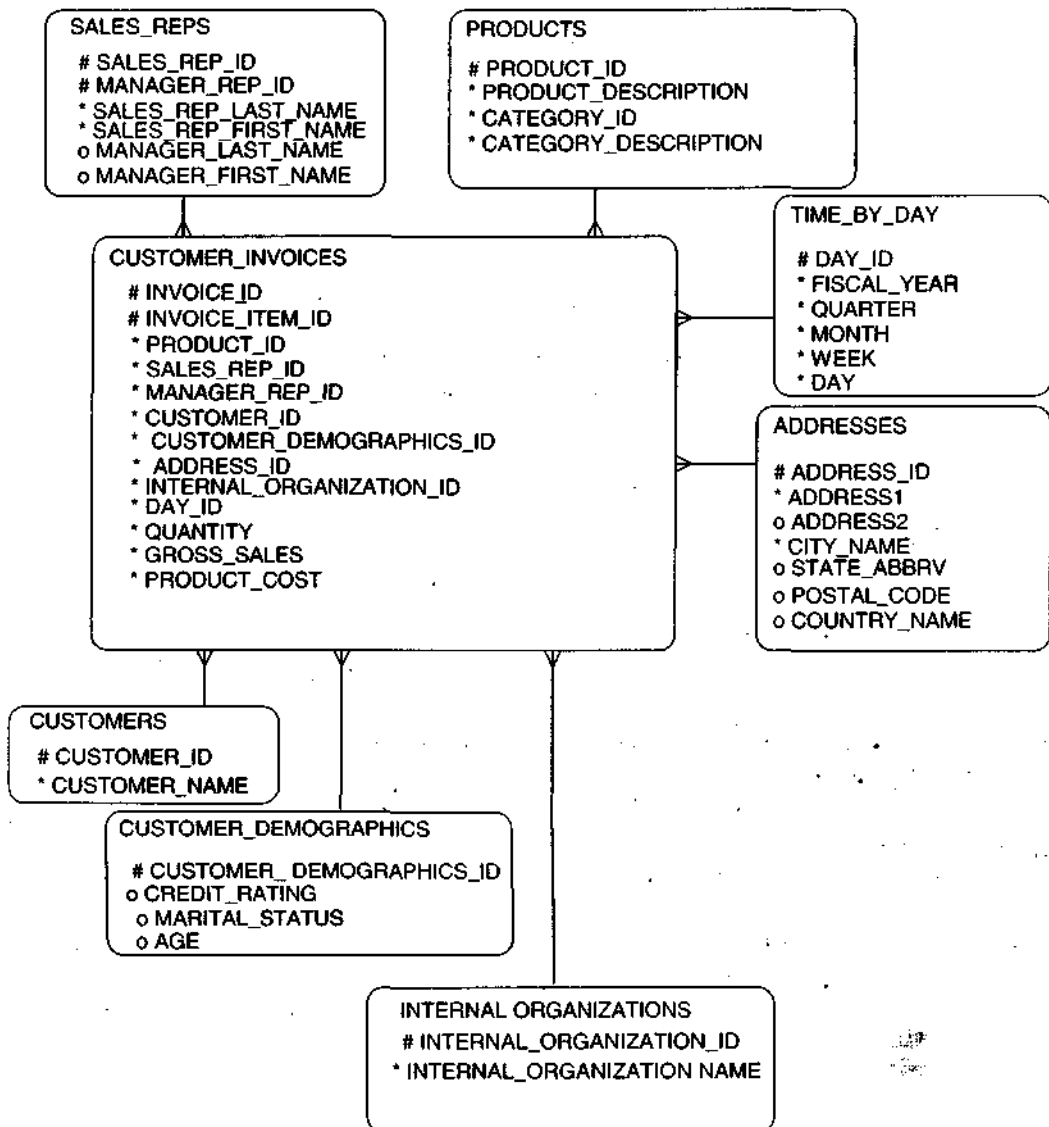 SALES_REPS
# SALES_REP_ID
# MANAGER_REP_ID
* SALES_REP_LAST_NAME
* SALES_REP_FIRST_NAME
o MANAGER_LAST_NAME
o MANAGER_FIRST_NAME
PRODUCTS
# PRODUCT_ID
* PRODUCT_DESCRIPTION
* CATEGORY_ID
* CATEGORY_DESCRIPTION
TIME_BY_DAY
# DAY_ID
* FISCAL_YEAR
* QUARTER
* MONTH
* WEEK
* DAY
CUSTOMER_INVOICES
# INVOICE_ID
# INVOICE_ITEM_ID
* PRODUCT_ID
* SALES_REP_ID
* MANAGER_REP_ID
* CUSTOMER_ID
* CUSTOMER_DEMOGRAPHICS_ID
* ADDRESS_ID
* INTERNAL_ORGANIZATION_ID
* DAY_ID
* QUANTITY
* GROSS_SALES
* PRODUCT_COST
ADDRESSES
# ADDRESS_ID
* ADDRESS1
o ADDRESS2
* CITY_NAME
o STATE_ABBRV
o POSTAL_CODE
o COUNTRY_NAME
CUSTOMERS
# CUSTOMER_ID
* CUSTOMER_NAME
CUSTOMER_DEMOGRAPHICS
# CUSTOMER_ DEMOGRAPHICS_ID
o CREDIT_RATING
o MARITAL_STATUS
o AGE
INTERNAL ORGANIZATIONS
# INTERNAL_ORGANIZATION_ID
* INTERNAL_ORGANIZATION NAME